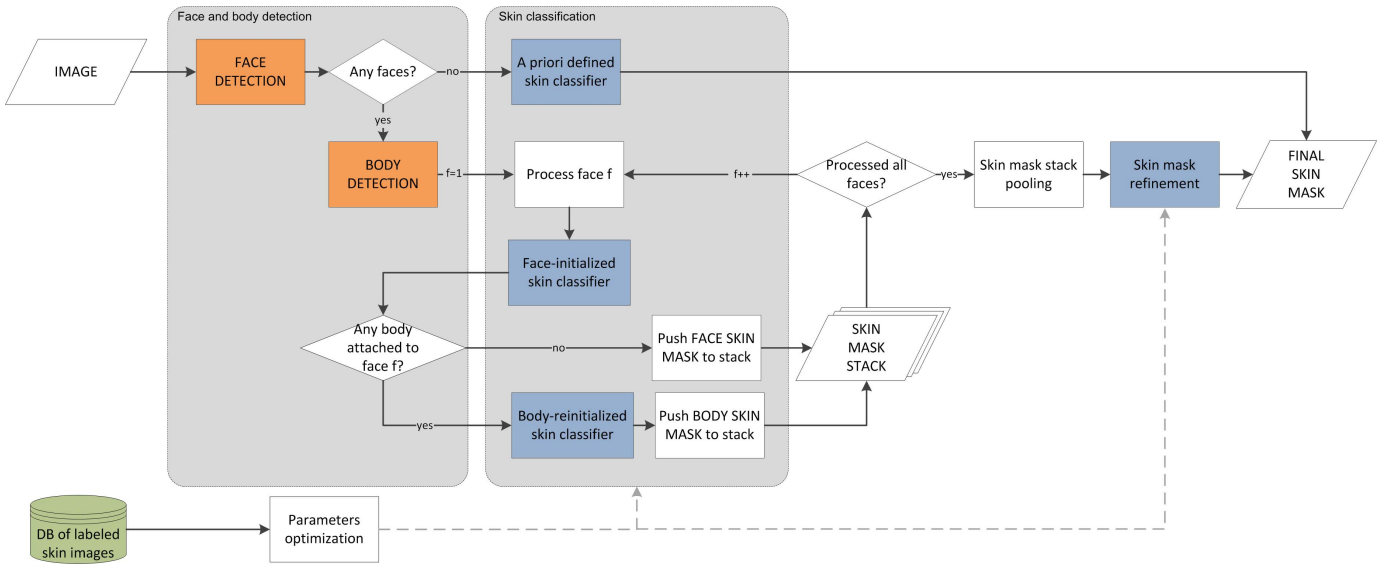 Face and body detection
Skin classification
IMAGE
FACE
DETECTION
Any faces?
no
A priori defined
skin classifier
yes
BODY
DETECTION
f=1
Process face f
f++
Processed all
faces?
yes
Skin mask stack
pooling
Skin mask
refinement
FINAL
SKIN
MASK
Face-initialized
skin classifier
Any body
attached to
face f?
no
Push FACE SKIN
MASK to stack
SKIN
MASK
STACK
yes
Body-reinitialized
skin classifier
Push BODY SKIN
MASK to stack
DB of labeled
skin images
Parameters
optimization